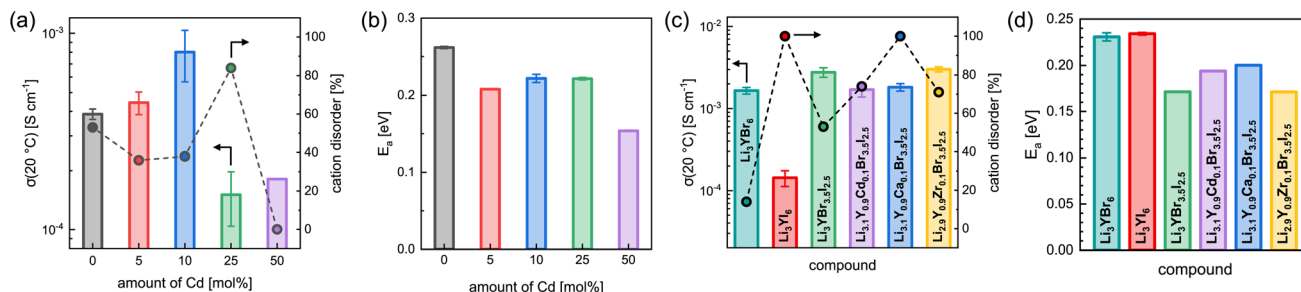 (a)
σ(20 °C) [S cm⁻¹]
10⁻³
10⁻⁴
100
80
60
40
20
0
cation disorder [%]
0 5 10 25 50
amount of Cd [mol%]
(b)
Eₐ [eV]
0.3
0.2
0.1
0.0
0 5 10 25 50
amount of Cd [mol%]
(c)
σ(20 °C) [S cm⁻¹]
10⁻²
10⁻³
10⁻⁴
Li₃YBr₆
Li₃YI₆
Li₃YBr₃.₅I₂.₅
Li₃.₁Y₀.₉Cd₀.₁Br₃.₅I₂.₅
Li₃.₁Y₀.₉Ca₀.₁Br₃.₅I₂.₅
Li₂.₉Y₀.₉Zr₀.₁Br₃.₅I₂.₅
100
80
60
40
20
0
cation disorder [%]
compound
(d)
Eₐ [eV]
0.25
0.20
0.15
0.10
0.05
0.00
Li₃YBr₆
Li₃YI₆
Li₃YBr₃.₅I₂.₅
Li₃.₁Y₀.₉Cd₀.₁Br₃.₅I₂.₅
Li₃.₁Y₀.₉Ca₀.₁Br₃.₅I₂.₅
Li₂.₉Y₀.₉Zr₀.₁Br₃.₅I₂.₅
compound